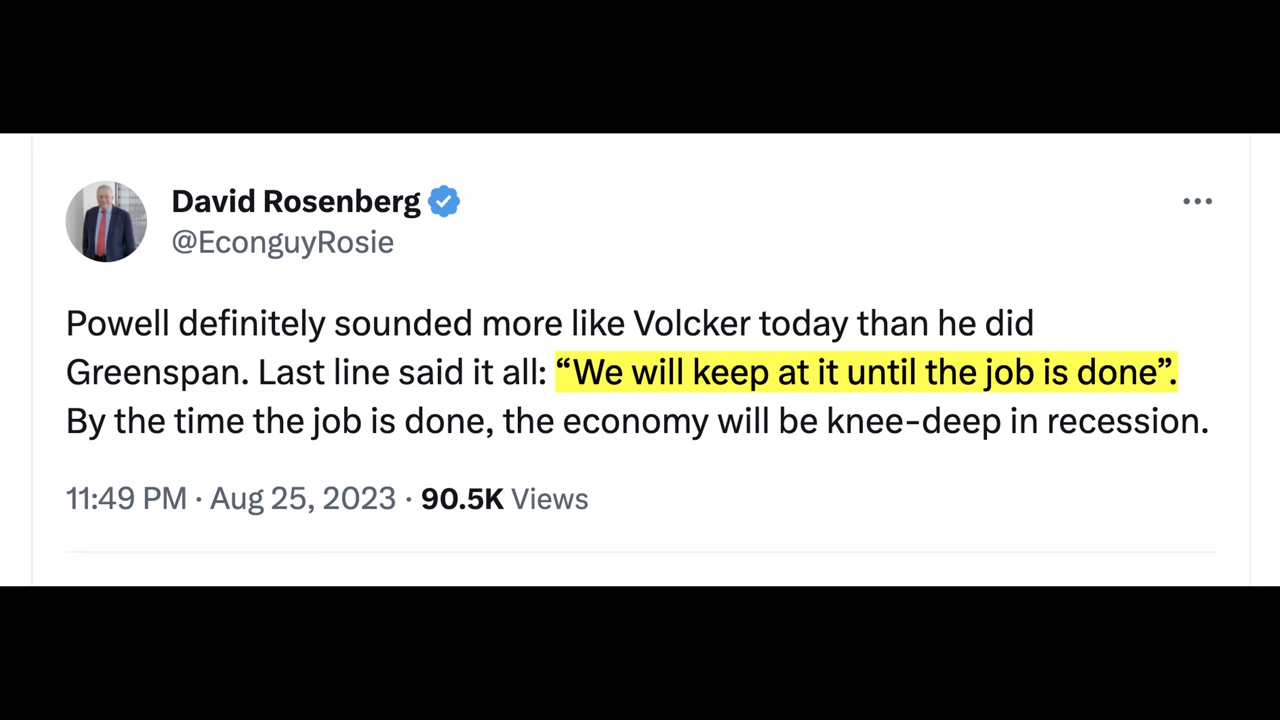 David Rosenberg
@EconguyRosie
Powell definitely sounded more like Volcker today than he did
Greenspan. Last line said it all: “We will keep at it until the job is done”.
By the time the job is done, the economy will be knee-deep in recession.
11:49 PM · Aug 25, 2023 · 90.5K Views